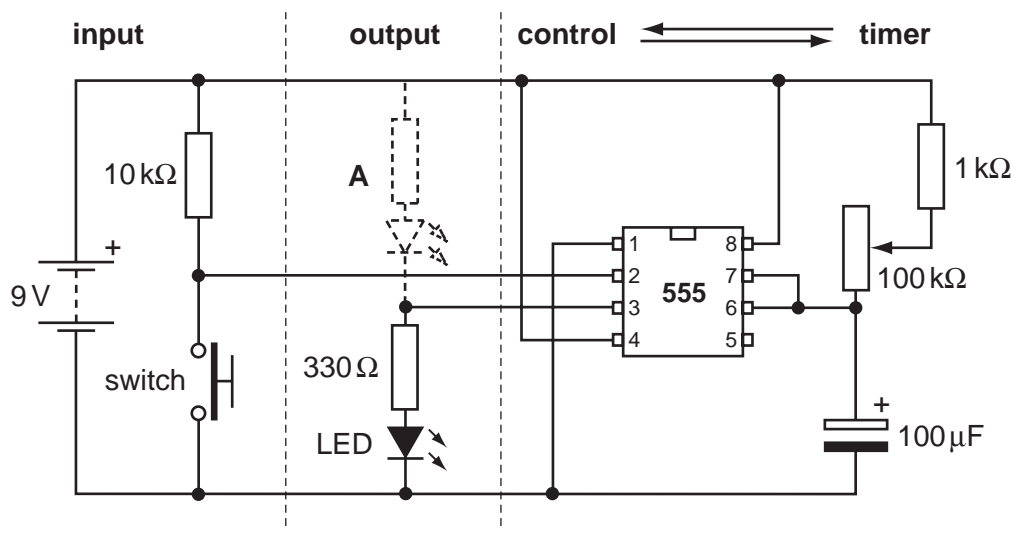 input output control timer
10 kΩ
A
1 kΩ
+
9 V
1 8
2 7
555
3 6
4 5
100 kΩ
switch
330 Ω
LED
+
100 μF